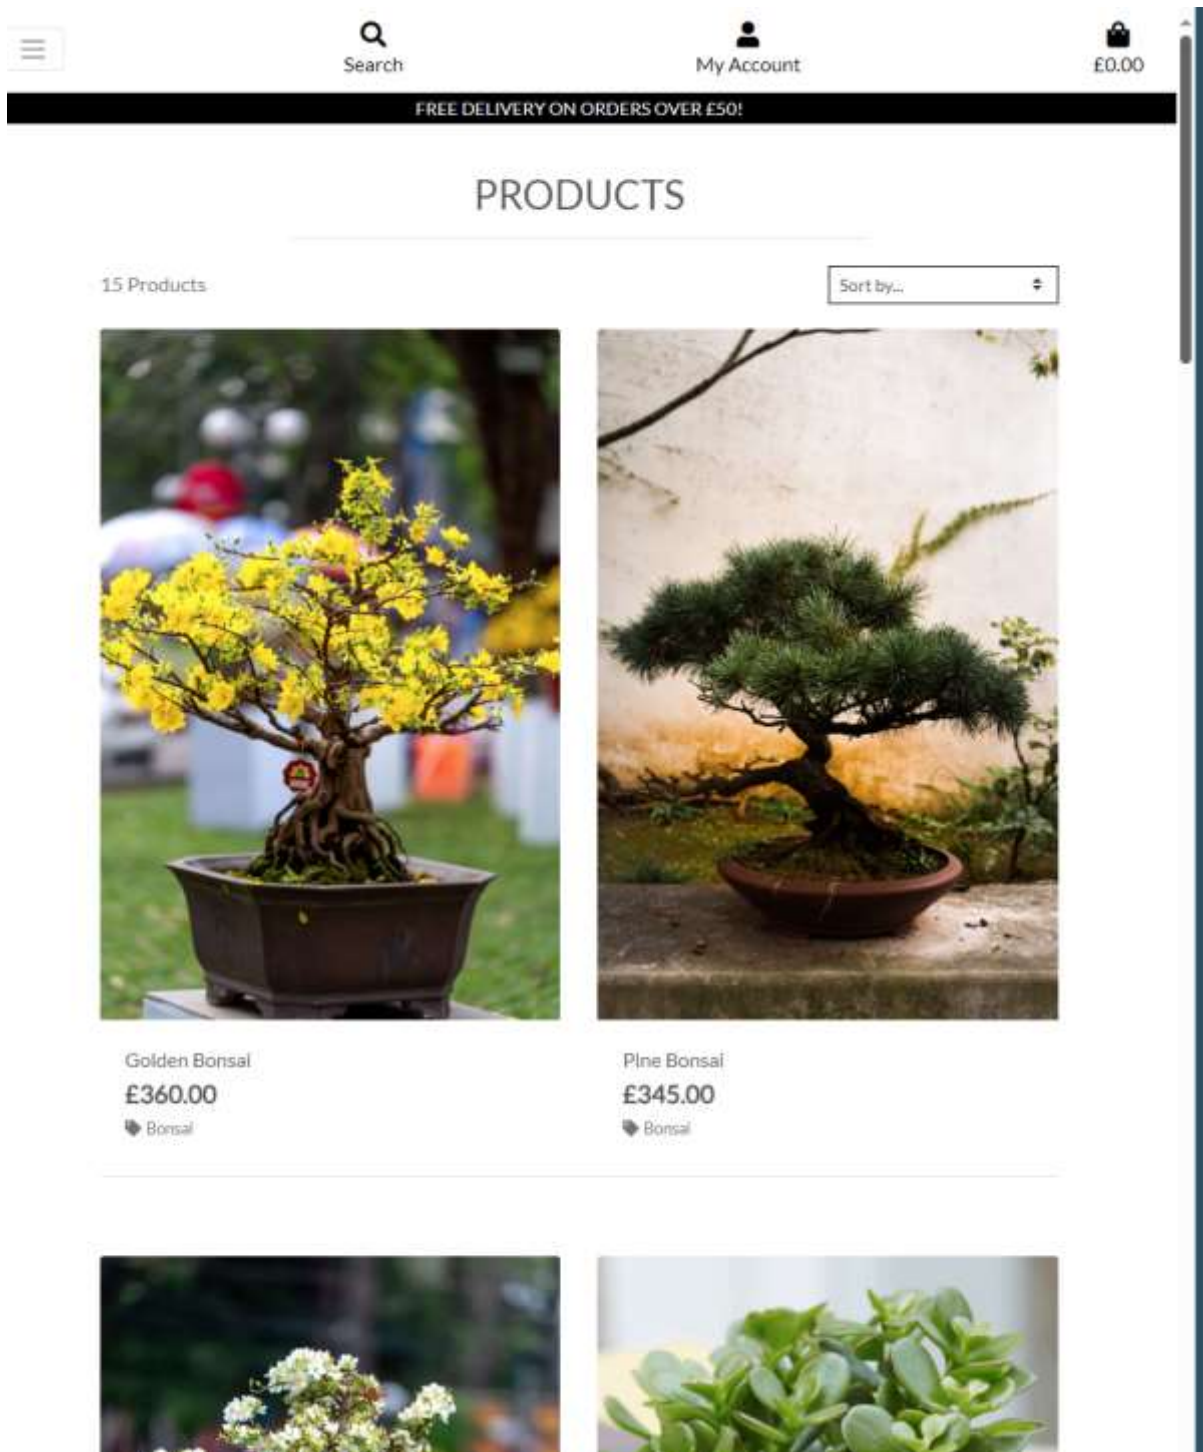 Search
My Account
£0.00
FREE DELIVERY ON ORDERS OVER £50!
PRODUCTS
15 Products
Sort by...
Golden Bonsai
£360.00
Bonsai
Pine Bonsai
£345.00
Bonsai